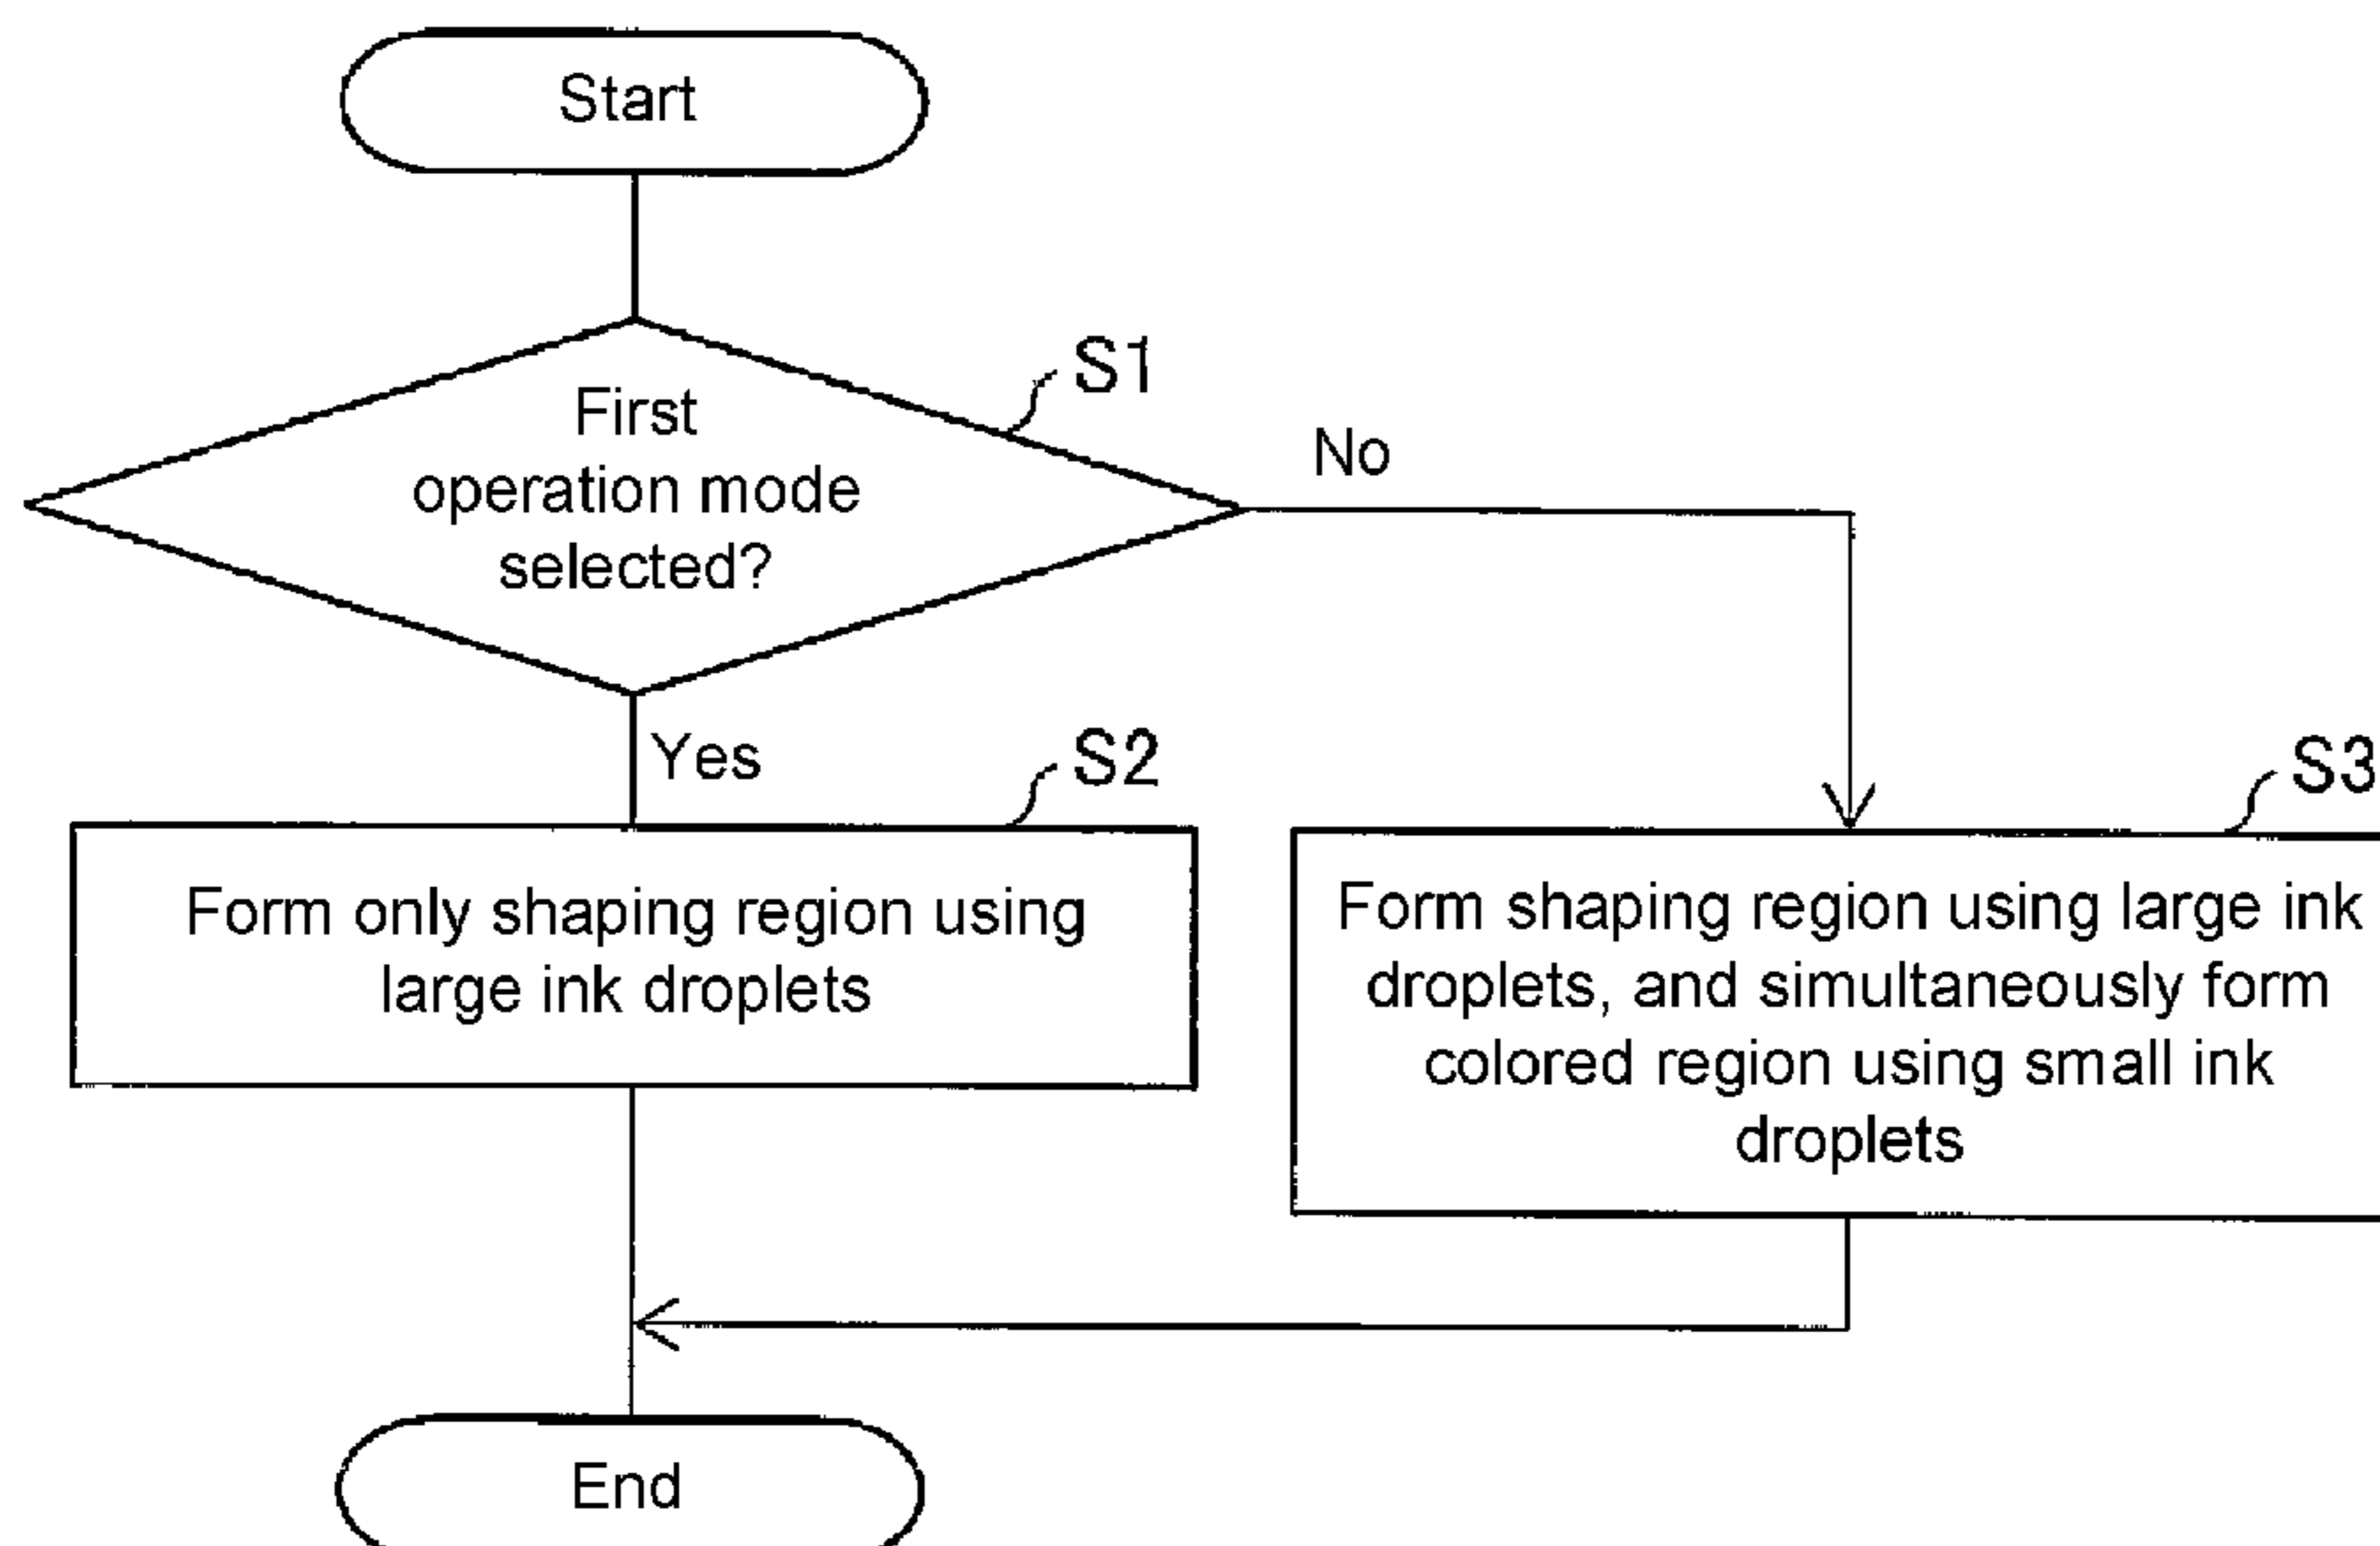 Start
First
operation mode
selected?
S1
No
Yes
S2
S3
Form only shaping region using
large ink droplets
Form shaping region using large ink
droplets, and simultaneously form
colored region using small ink
droplets
End